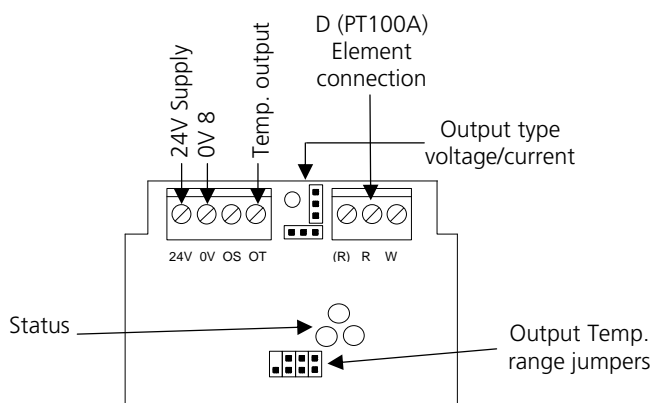 D (PT100A)
Element
connection
24V Supply
0V 8
Temp. output
Output type
voltage/current
24V 0V OS OT
(R) R W
Status
Output Temp.
range jumpers